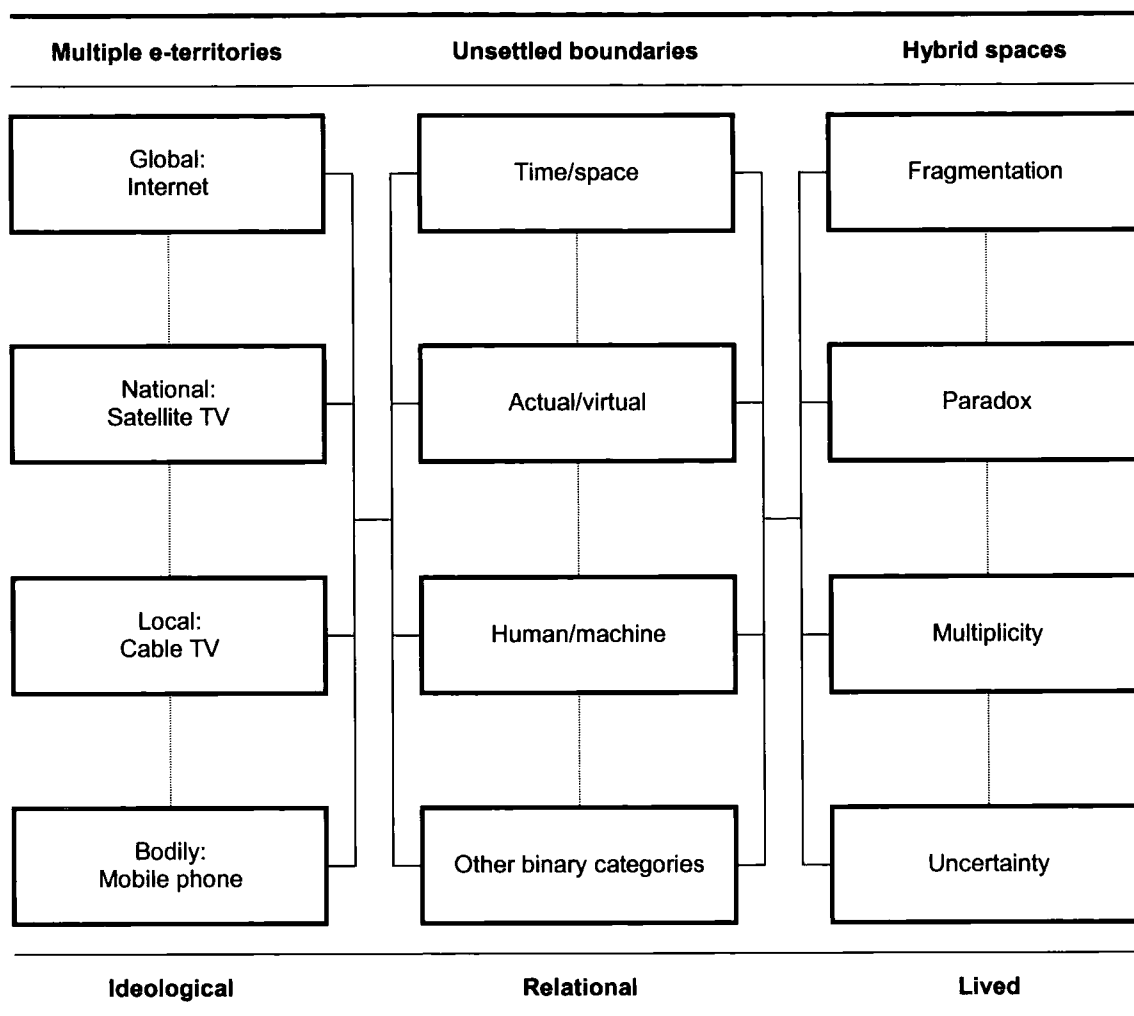 Multiple e-territories
Unsettled boundaries
Hybrid spaces
Global:
Internet
Time/space
Fragmentation
National:
Satellite TV
Actual/virtual
Paradox
Local:
Cable TV
Human/machine
Multiplicity
Bodily:
Mobile phone
Other binary categories
Uncertainty
Ideological
Relational
Lived